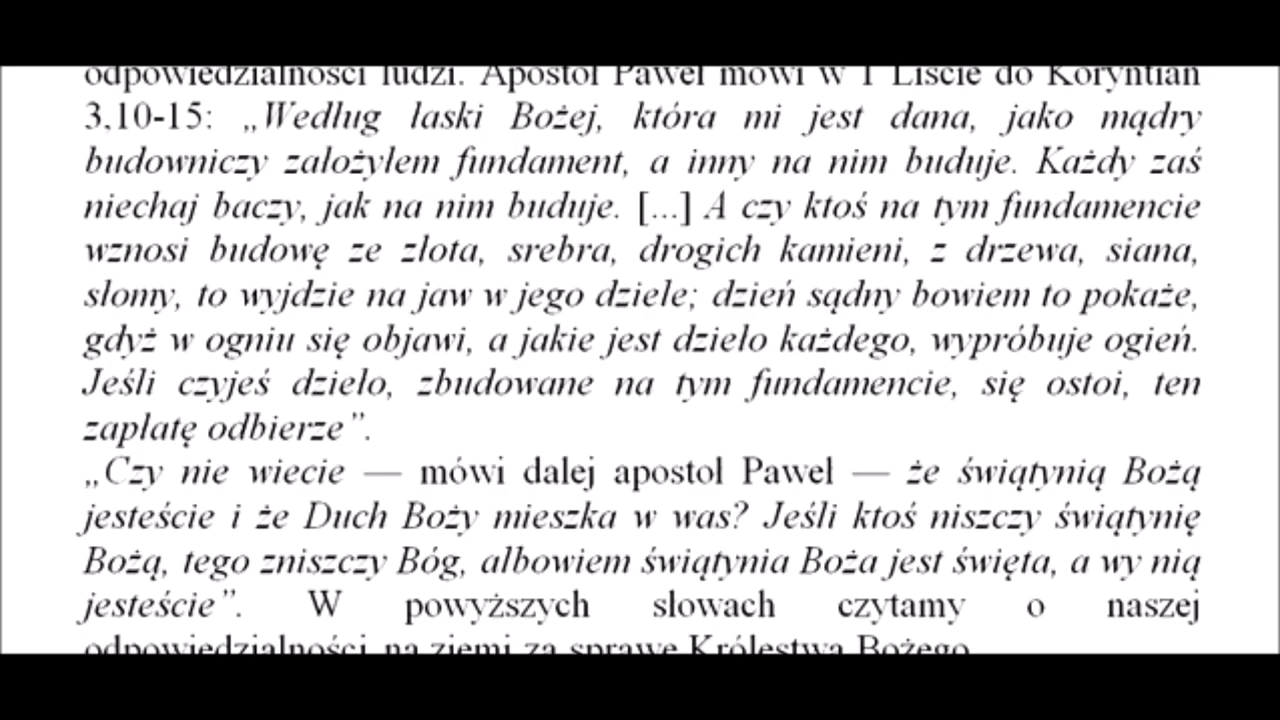 odpowiedzialności ludzi. Apostoł Paweł mówi w 1 Liście do Koryntian
3,10-15: „Według łaski Bożej, która mi jest dana, jako mądry
budowniczy założyłem fundament, a inny na nim buduje. Każdy zaś
niechaj baczy, jak na nim buduje. [...] A czy ktoś na tym fundamencie
wznosi budowę ze złota, srebra, drogich kamieni, z drzewa, siana,
słomy, to wyjdzie na jaw w jego dziele; dzień sądny bowiem to pokaże,
gdyż w ogniu się objawi, a jakie jest dzieło każdego, wypróbuje ogień.
Jeśli czyjeś dzieło, zbudowane na tym fundamencie, się ostoi, ten
zapłatę odbierze”.
„Czy nie wiecie — mówi dalej apostoł Paweł — że świątynią Bożą
jesteście i że Duch Boży mieszka w was? Jeśli ktoś niszczy świątynię
Bożą, tego zniszczy Bóg, albowiem świątynia Boża jest święta, a wy nią
jesteście”. W powyższych słowach czytamy o naszej
odpowiedzialności na ziemi za sprawę Królestwa Bożego.